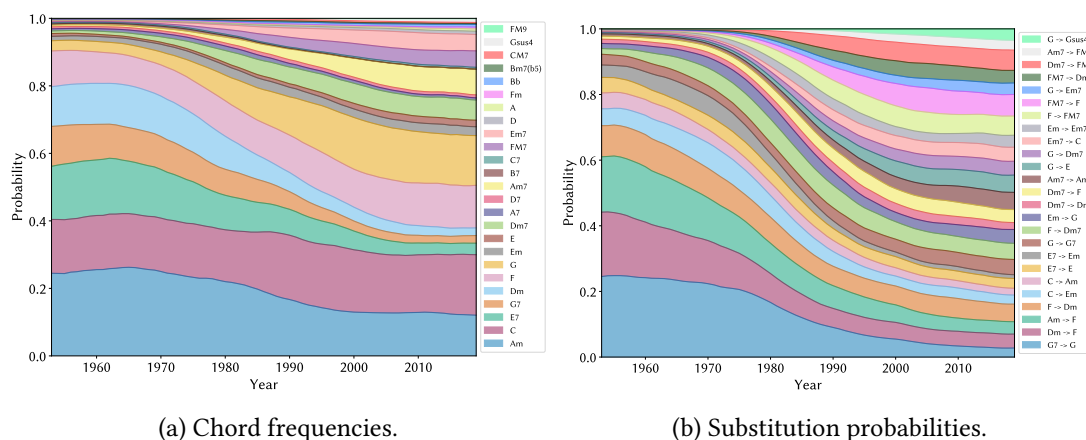 1.0
0.8
0.6
0.4
0.2
0.0
Probability
1960 1970 1980 1990 2000 2010
Year
FM9
Gsus4
CM7
Bm7(b5)
Bb
Fm
A
D
Em7
FM7
C7
B7
Am7
D7
A7
Dm7
E
Em
G
F
Dm
G7
E7
C
Am
(a) Chord frequencies.
1.0
0.8
0.6
0.4
0.2
0.0
Probability
1960 1970 1980 1990 2000 2010
Year
G -> Gsus4
Am7 -> FM
Dm7 -> FM
FM7 -> Dm
G -> Em7
FM7 -> F
F -> FM7
Em -> Em7
Em7 -> C
G -> Dm7
G -> E
Am7 -> Am
Dm7 -> F
Dm7 -> Dm
Em -> G
F -> Dm7
G -> G7
E7 -> Em
E7 -> E
C -> Am
C -> Em
F -> Dm
Am -> F
Dm -> F
G7 -> G
(b) Substitution probabilities.